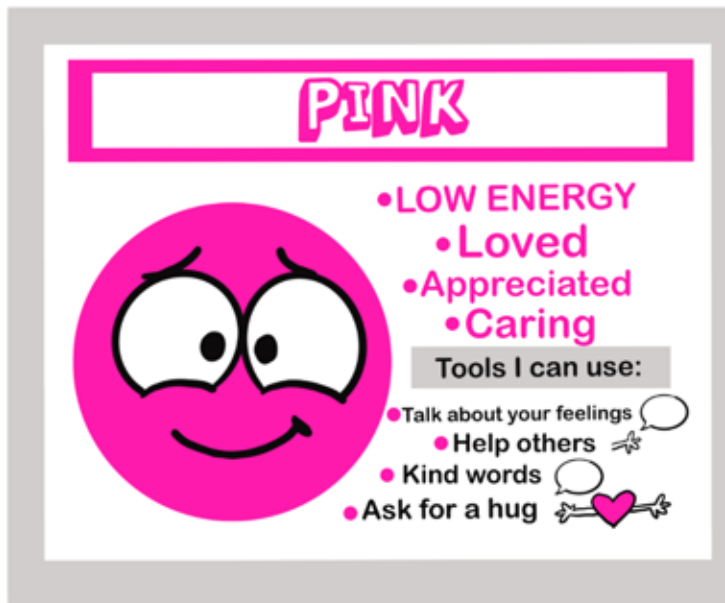 PINK
•LOW ENERGY
•Loved
•Appreciated
•Caring
Tools I can use:
•Talk about your feelings
•Help others
•Kind words
•Ask for a hug